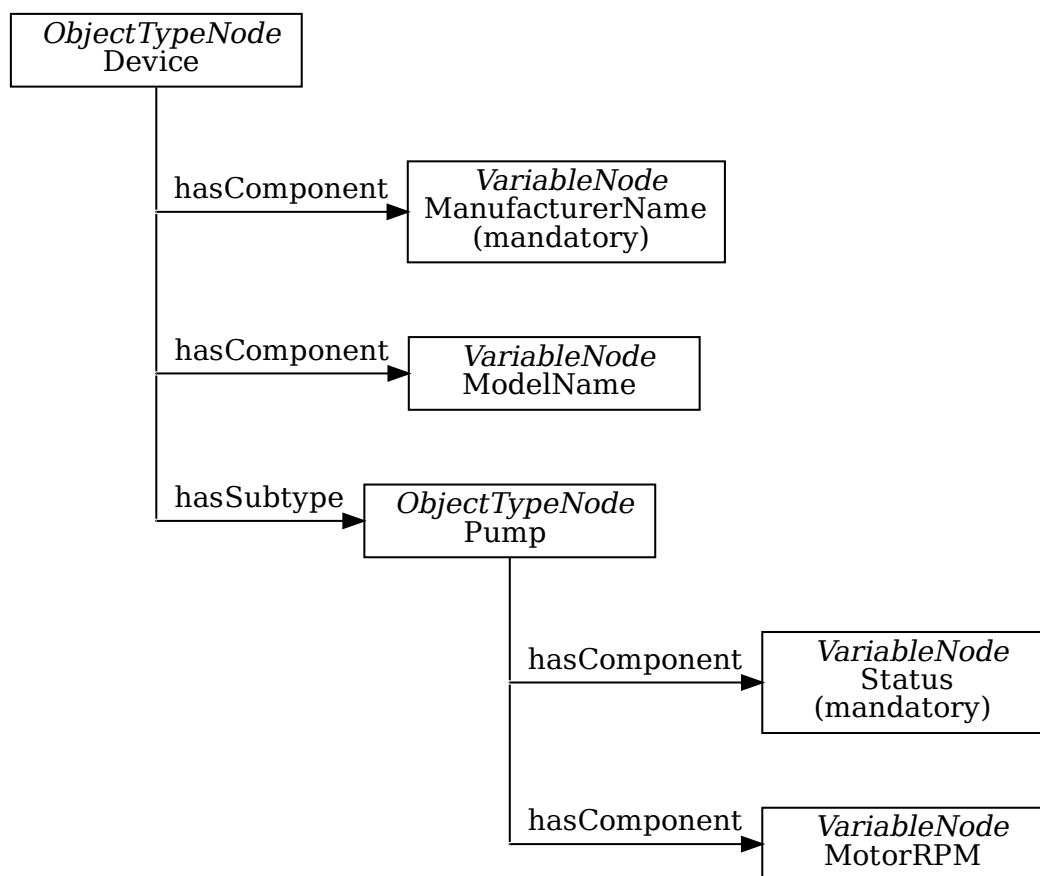 ObjectTypeNode
Device
hasComponent
VariableNode
ManufacturerName
(mandatory)
hasComponent
VariableNode
ModelName
hasSubtype
ObjectTypeNode
Pump
hasComponent
VariableNode
Status
(mandatory)
hasComponent
VariableNode
MotorRPM